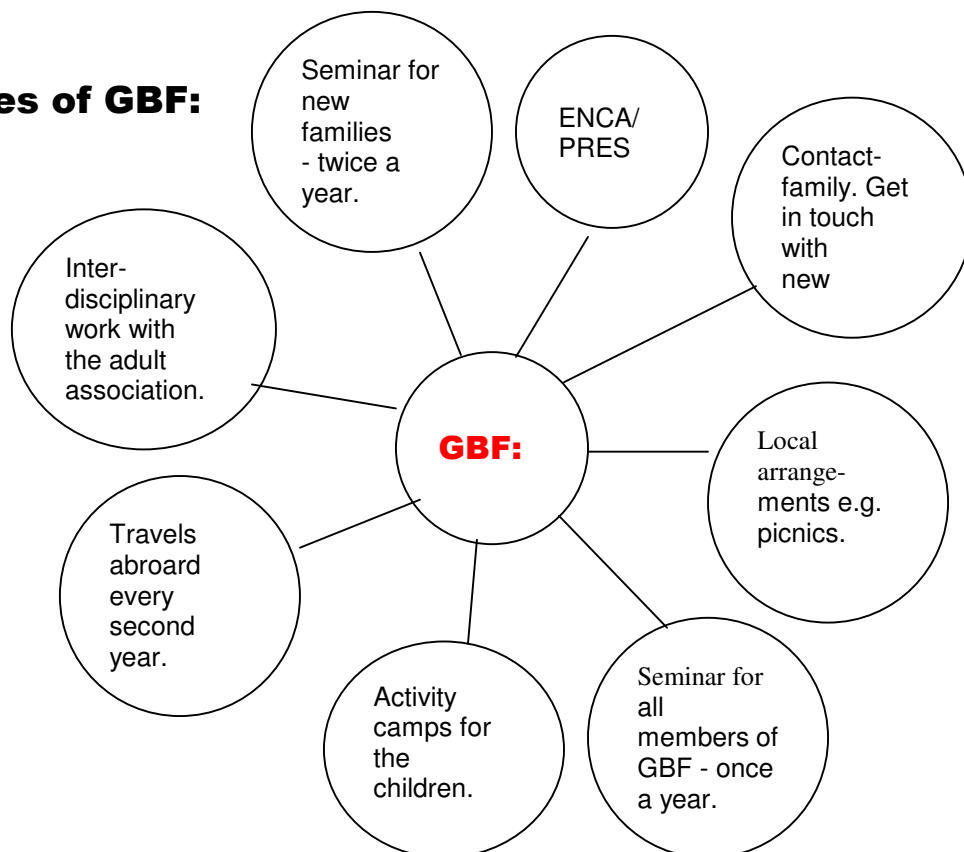 es of GBF:
Seminar for
new
families
- twice a
year.
ENCA/
PRES
Contact-
family. Get
in touch
with
new
Inter-
disciplinary
work with
the adult
association.
GBF:
Local
arrange-
ments e.g.
picnics.
Travels
abroard
every
second
year.
Activity
camps for
the
children.
Seminar for
all
members of
GBF - once
a year.